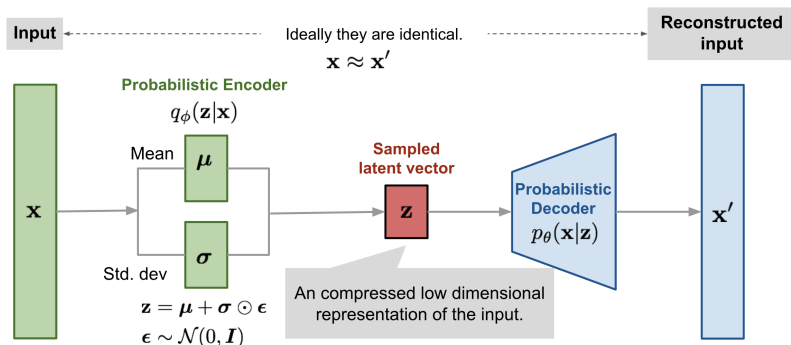 Input
Ideally they are identical.
x ≈ x′
Reconstructed
input
Probabilistic Encoder
qϕ(z|x)
Mean
μ
x
Std. dev
σ
z = μ + σ ⊙ ϵ
ϵ ∼ 𝒩(0, I)
Sampled
latent vector
z
An compressed low dimensional
representation of the input.
Probabilistic
Decoder
pθ(x|z)
x′